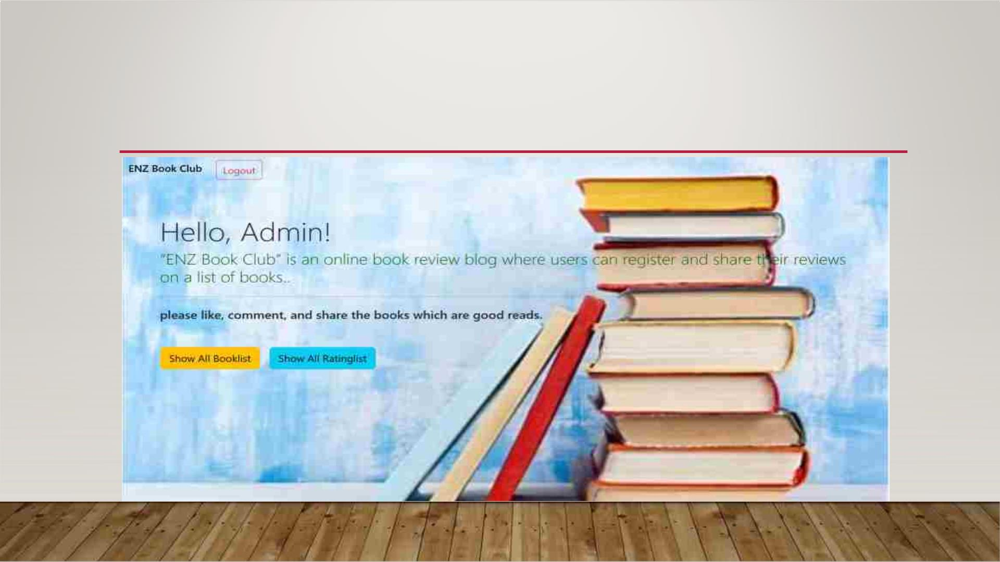 ENZ Book Club Logout
Hello, Admin!
"ENZ Book Club" is an online book review blog where users can register and share their reviews
on a list of books..
please like, comment, and share the books which are good reads.
Show All Booklist Show All Ratinglist